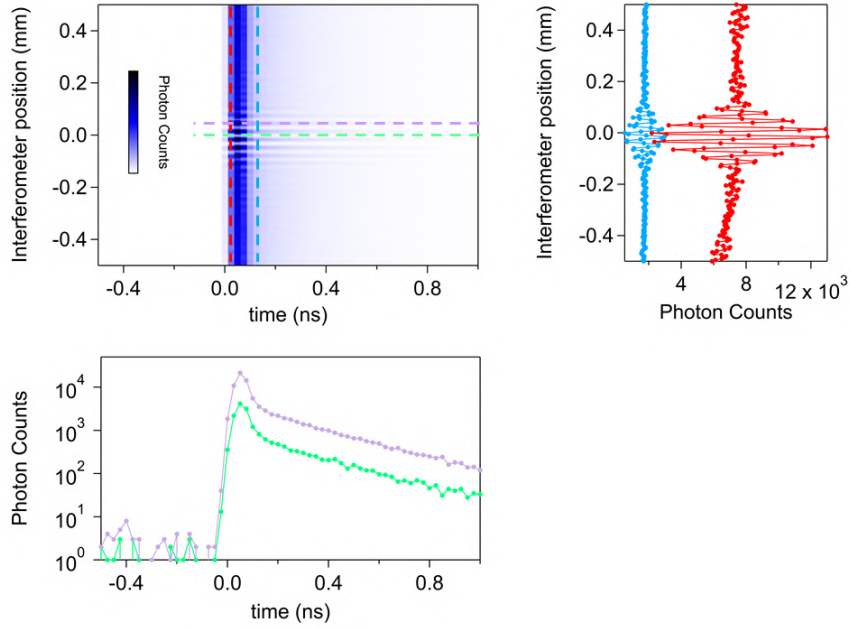 0.4
0.2
0.0
-0.2
-0.4
Interferometer position (mm)
Photon Counts
-0.4 0.0 0.4 0.8
time (ns)
0.4
0.2
0.0
-0.2
-0.4
Interferometer position (mm)
4 8 12 x 10³
Photon Counts
10⁴
10³
10²
10¹
10⁰
Photon Counts
-0.4 0.0 0.4 0.8
time (ns)